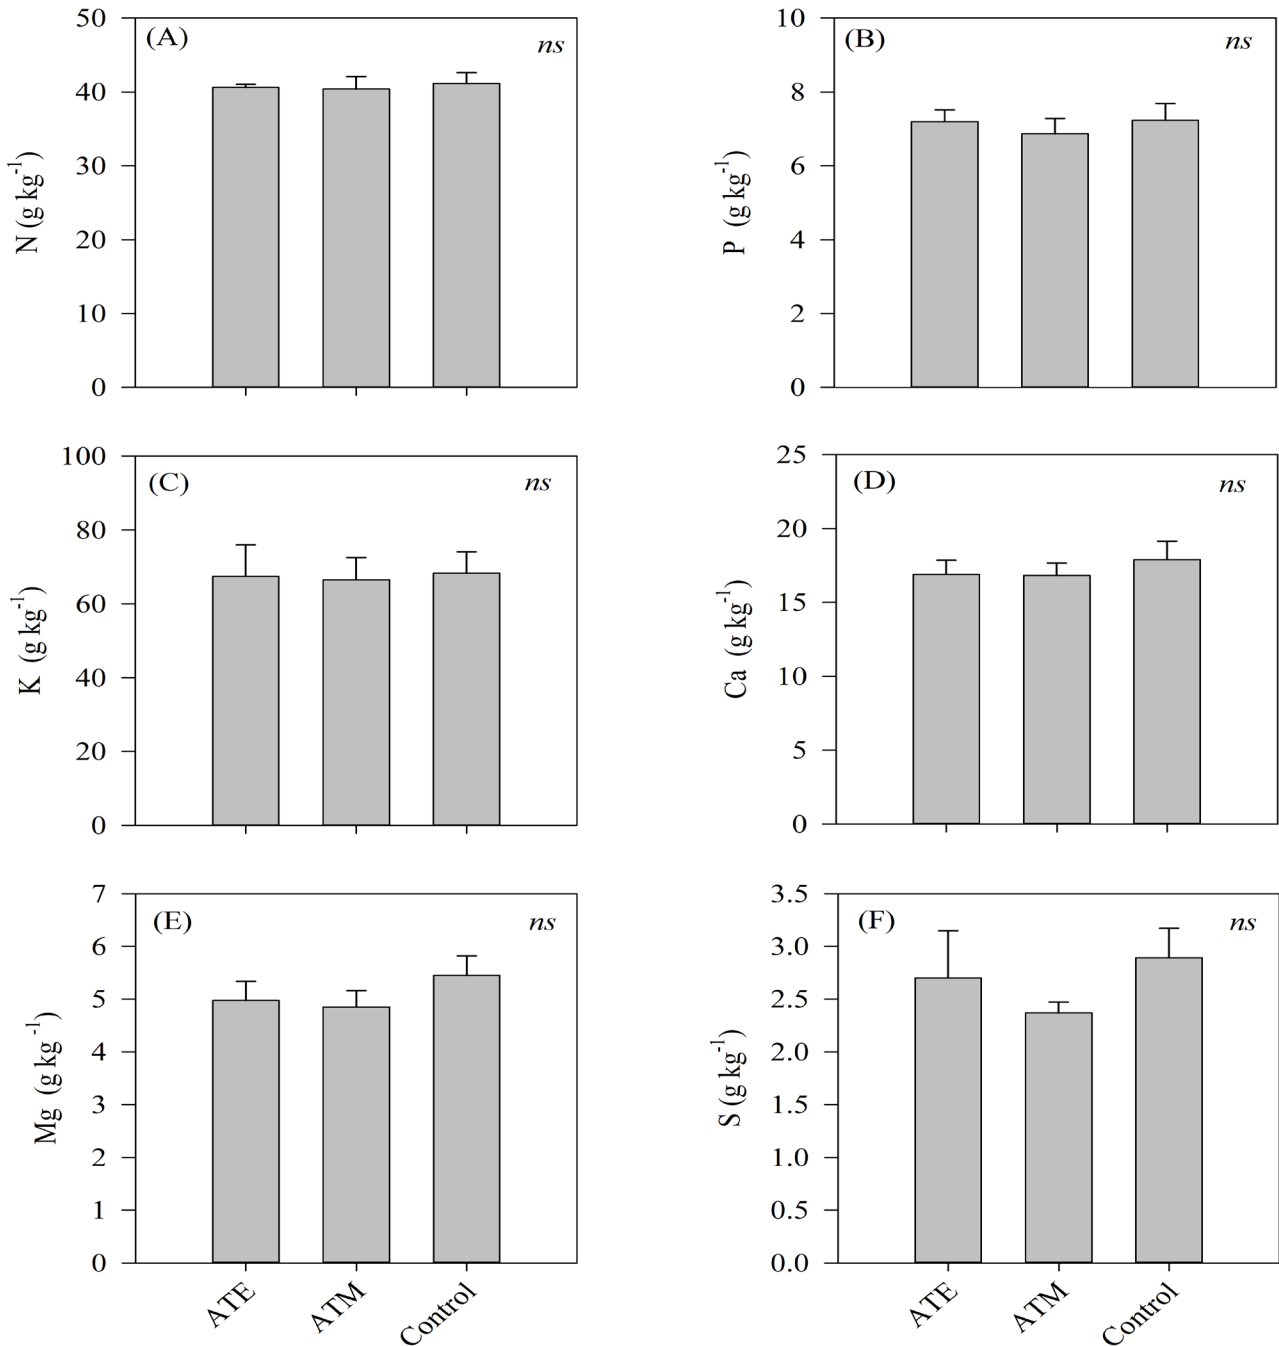 (A)
ns
N (g kg-1)
50
40
30
20
10
0
(B)
ns
P (g kg-1)
10
8
6
4
2
0
(C)
ns
K (g kg-1)
100
80
60
40
20
0
(D)
ns
Ca (g kg-1)
25
20
15
10
5
0
(E)
ns
Mg (g kg-1)
7
6
5
4
3
2
1
0
ATE
ATM
Control
(F)
ns
S (g kg-1)
3.5
3.0
2.5
2.0
1.5
1.0
0.5
0.0
ATE
ATM
Control